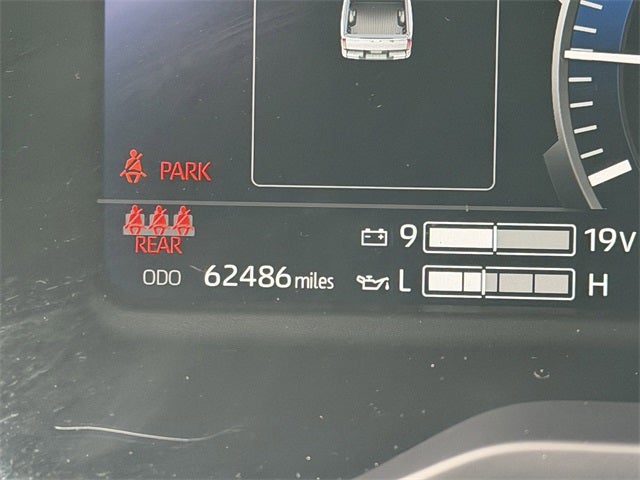 PARK
REAR
9 19V
ODO 62486 miles L H